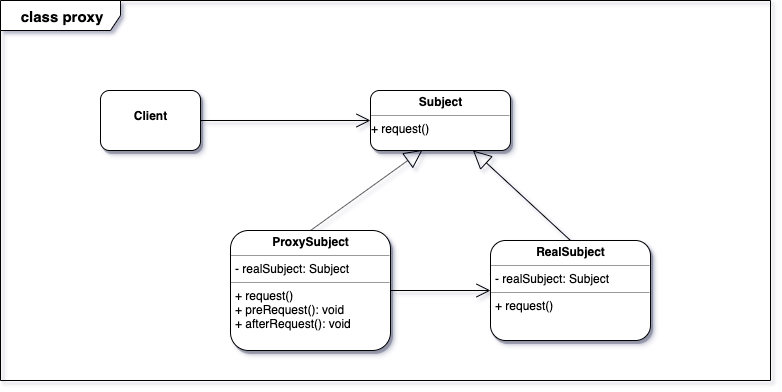 class proxy
Client
Subject
+ request()
ProxySubject
- realSubject: Subject
+ request()
+ preRequest(): void
+ afterRequest(): void
RealSubject
- realSubject: Subject
+ request()